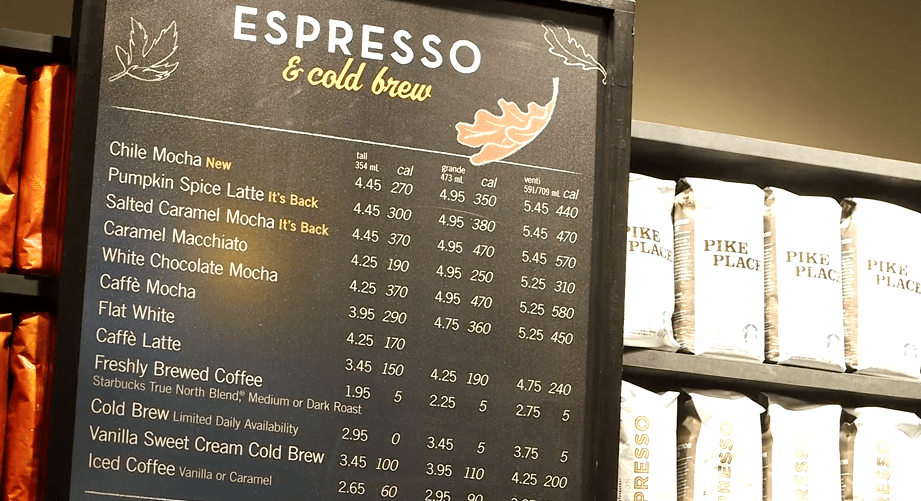 ESPRESSO
& cold brew
tall cal grande cal venti cal
354 mL 473 mL 591/709 mL
Chile Mocha New 4.45 270 4.95 350 5.45 440
Pumpkin Spice Latte It's Back 4.45 300 4.95 380 5.45 470
Salted Caramel Mocha It's Back 4.45 370 4.95 470 5.45 570
Caramel Macchiato 4.25 190 4.95 250 5.25 310
White Chocolate Mocha 4.25 370 4.95 470 5.25 580
Caffè Mocha 3.95 290 4.75 360 5.25 450
Flat White 4.25 170
Caffè Latte 3.45 150 4.25 190 4.75 240
Freshly Brewed Coffee 1.95 5 2.25 5 2.75 5
Starbucks True North Blend,® Medium or Dark Roast
Cold Brew Limited Daily Availability 2.95 0 3.45 5 3.75 5
Vanilla Sweet Cream Cold Brew 3.45 100 3.95 110 4.25 200
Iced Coffee Vanilla or Caramel 2.65 60 2.95 90
PIKE
PLACE
PIKE
PLACE
PIKE
PLACE
PIKE
PLACE
ESPRESSO